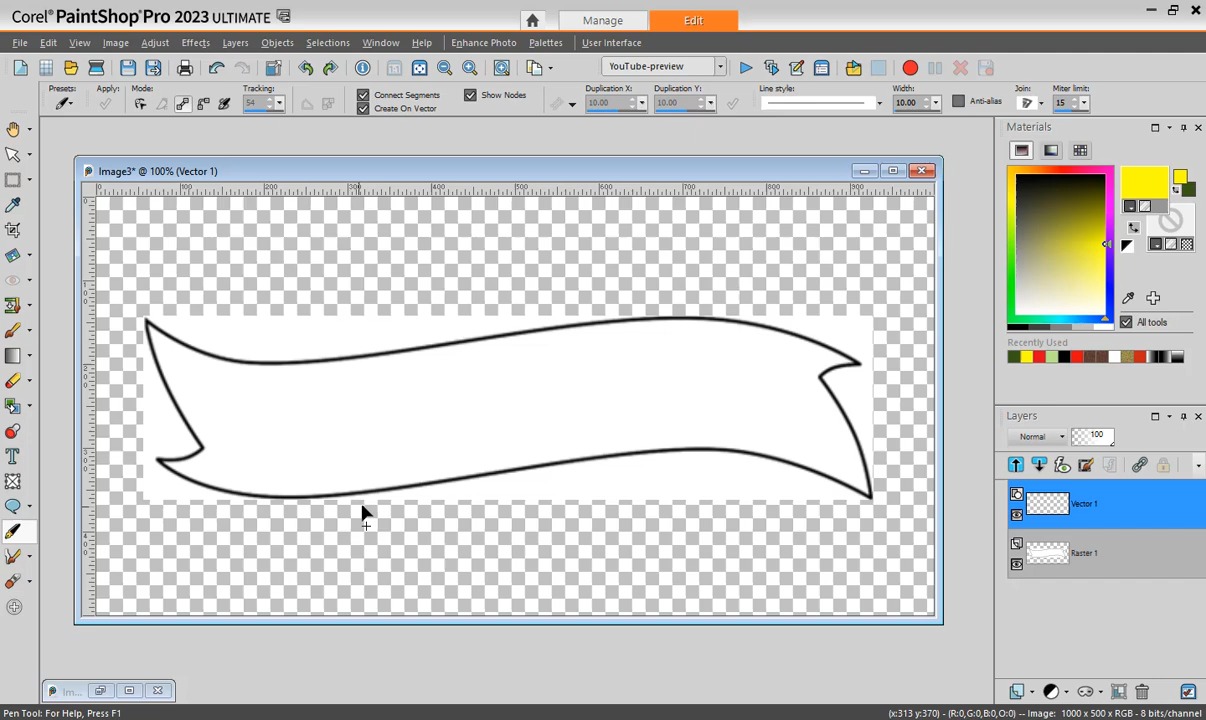 Corel® PaintShop® Pro 2023 ULTIMATE
Manage
Edit
File Edit View Image Adjust Effects Layers Objects Selections Window Help Enhance Photo Palettes User Interface
YouTube-preview
Presets: Apply: Mode: Tracking: Connect Segments Show Nodes Duplication X: Duplication Y: Line style: Width: Anti-alias Join: Miter limit:
54 Create On Vector 10.00 10.00 10.00 15
Materials
Image3* @ 100% (Vector 1)
0 100 200 300 400 500 600 700 800 900
All tools
Recently Used
Layers
Normal 100
Vector 1
Raster 1
Im...
Pen Tool: For Help, Press F1
(x:313 y:370) - (R:0,G:0,B:0,O:0) -- Image: 1000 x 500 x RGB - 8 bits/channel